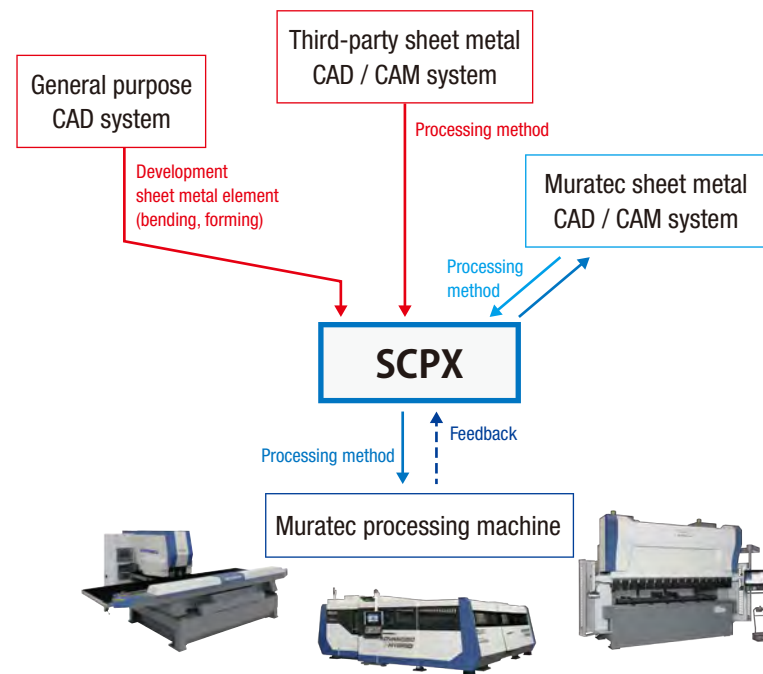 Third-party sheet metal
CAD / CAM system
General purpose
CAD system
Processing method
Development
sheet metal element
(bending, forming)
Muratec sheet metal
CAD / CAM system
Processing
method
SCPX
Feedback
Processing method
Muratec processing machine